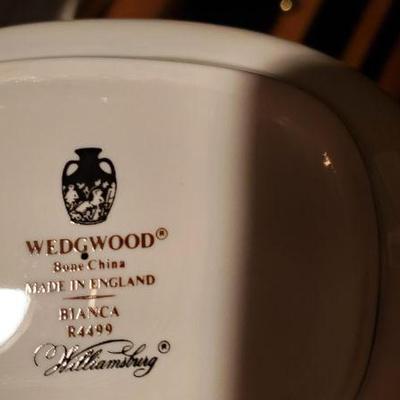 WEDGWOOD®
Bone China
MADE IN ENGLAND
BIANCA
R4499
Williamsburg®